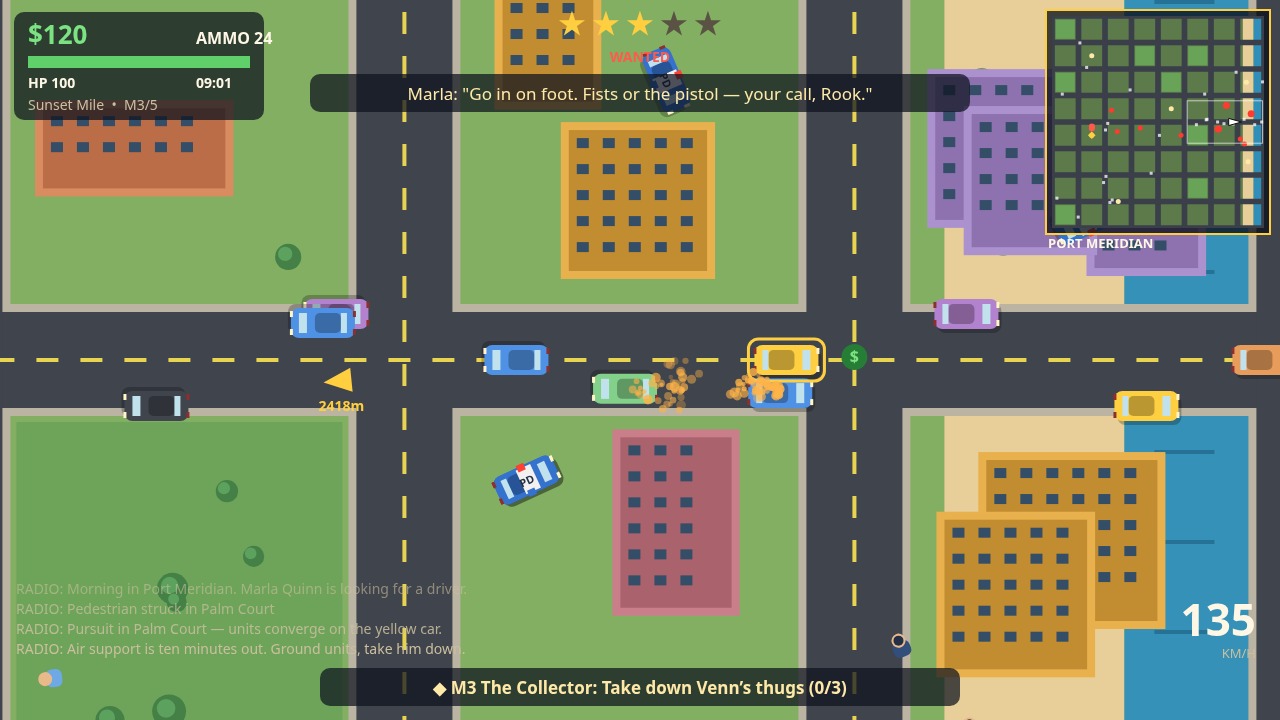 $120
AMMO 24
HP 100
09:01
Sunset Mile • M3/5
WANTED
PD
Marla: "Go in on foot. Fists or the pistol — your call, Rook."
PORT MERIDIAN
$
2418m
PD
RADIO: Morning in Port Meridian. Marla Quinn is looking for a driver.
RADIO: Pedestrian struck in Palm Court
RADIO: Pursuit in Palm Court — units converge on the yellow car.
RADIO: Air support is ten minutes out. Ground units, take him down.
135
KM/H
◆ M3 The Collector: Take down Venn’s thugs (0/3)